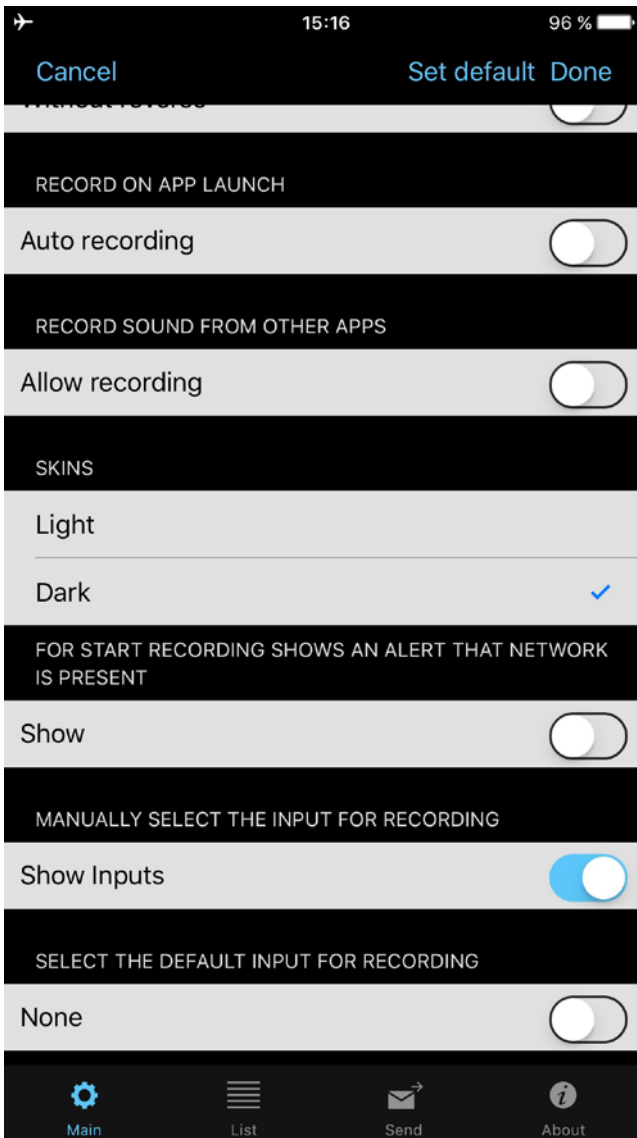 15:16
96 %
Cancel
Set default Done
Without reverse
RECORD ON APP LAUNCH
Auto recording
RECORD SOUND FROM OTHER APPS
Allow recording
SKINS
Light
Dark
FOR START RECORDING SHOWS AN ALERT THAT NETWORK
IS PRESENT
Show
MANUALLY SELECT THE INPUT FOR RECORDING
Show Inputs
SELECT THE DEFAULT INPUT FOR RECORDING
None
Main
List
Send
About